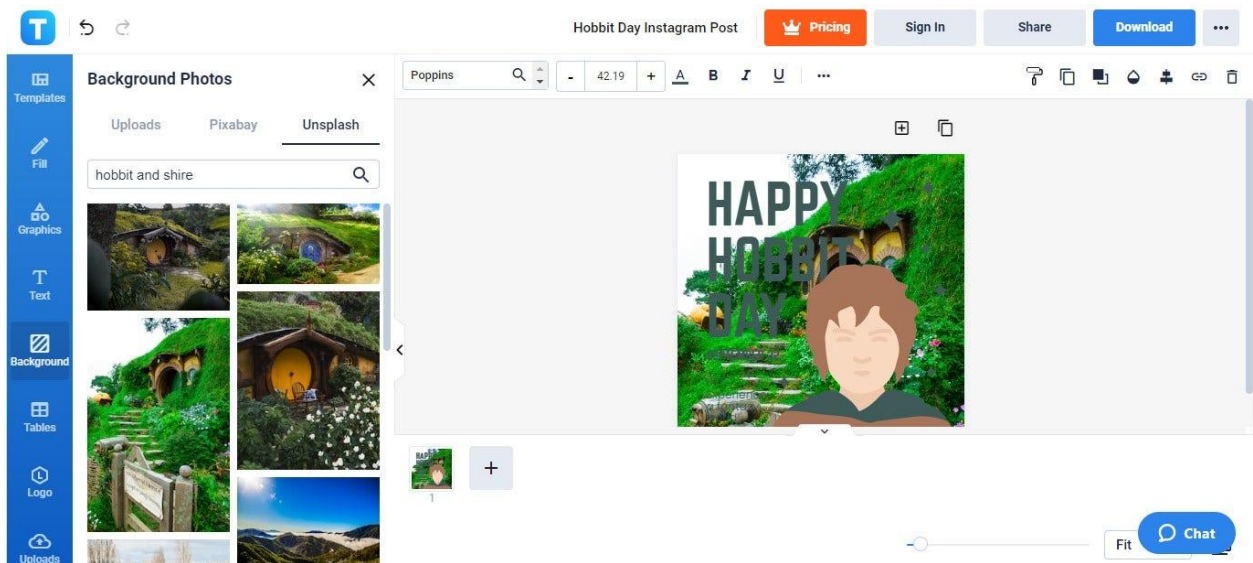 T
Hobbit Day Instagram Post
Pricing
Sign In
Share
Download
Templates
Fill
Graphics
T
Text
Background
Tables
L
Logo
Uploads
Background Photos
Uploads
Pixabay
Unsplash
hobbit and shire
Poppins
- 42.19 +
A B I U
HAPPY
HOBBIT
DAY
HAPPY
1
Fit
Chat